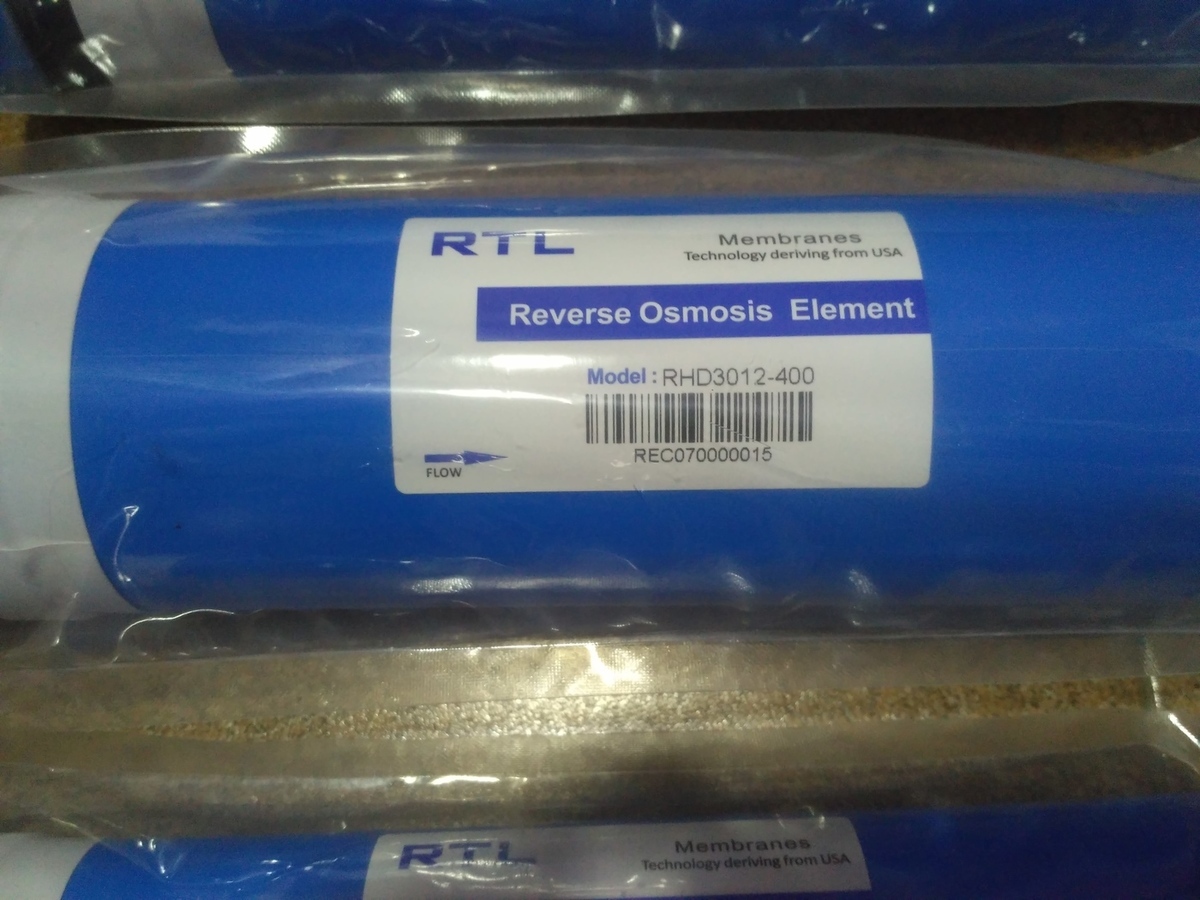 RTL
Membranes
Technology deriving from USA
Reverse Osmosis Element
Model : RHD3012-400
REC070000015
FLOW
RTL
Membranes
Technology deriving from USA